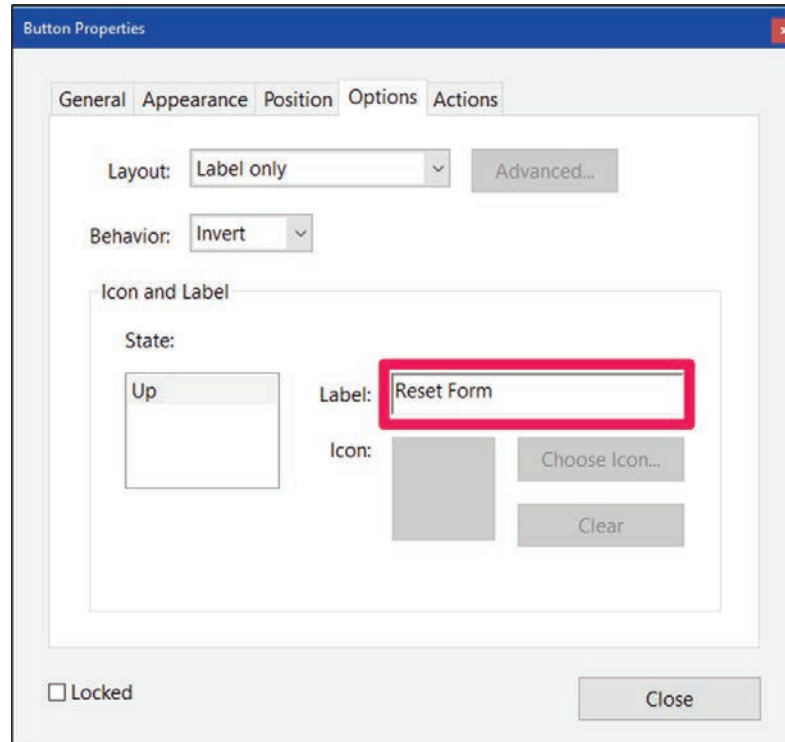 Button Properties
General Appearance Position Options Actions
Layout: Label only Advanced...
Behavior: Invert
Icon and Label
State:
Up
Label: Reset Form
Icon: Choose Icon...
Clear
Locked
Close